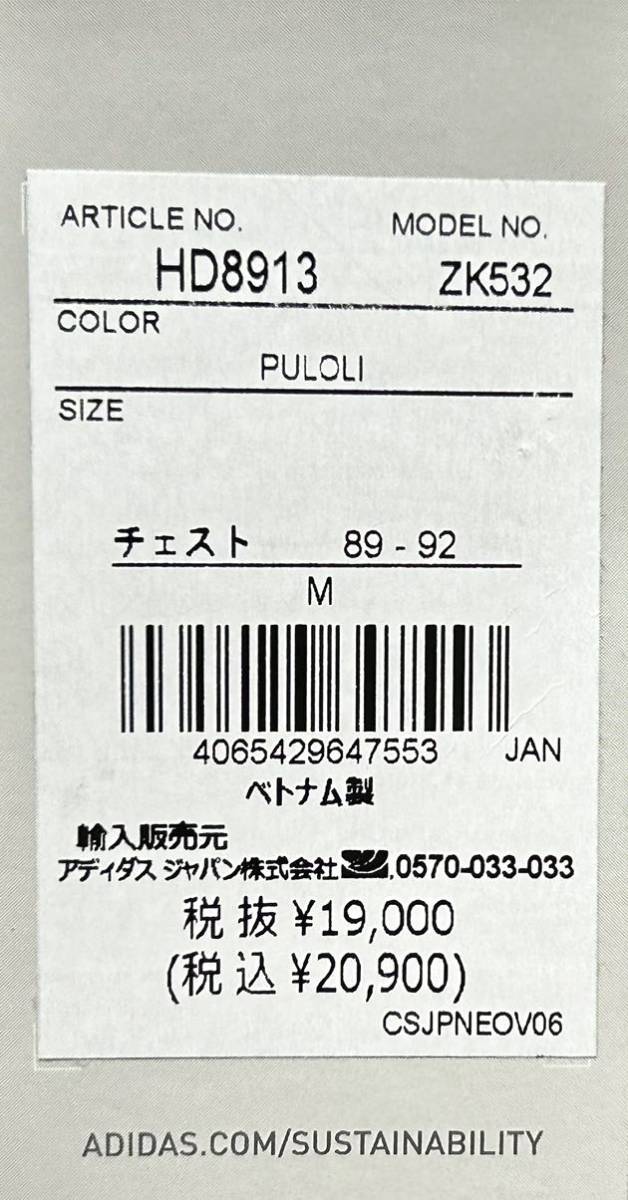 ARTICLE NO. MODEL NO.
HD8913 ZK532
COLOR
PULOLI
SIZE
チェスト 89 - 92
M
4065429647553 JAN
ベトナム製
輸入販売元
アディダス ジャパン株式会社 0570-033-033
税抜 ¥19,000
(税込 ¥20,900)
CSJPNEOV06
ADIDAS.COM/SUSTAINABILITY